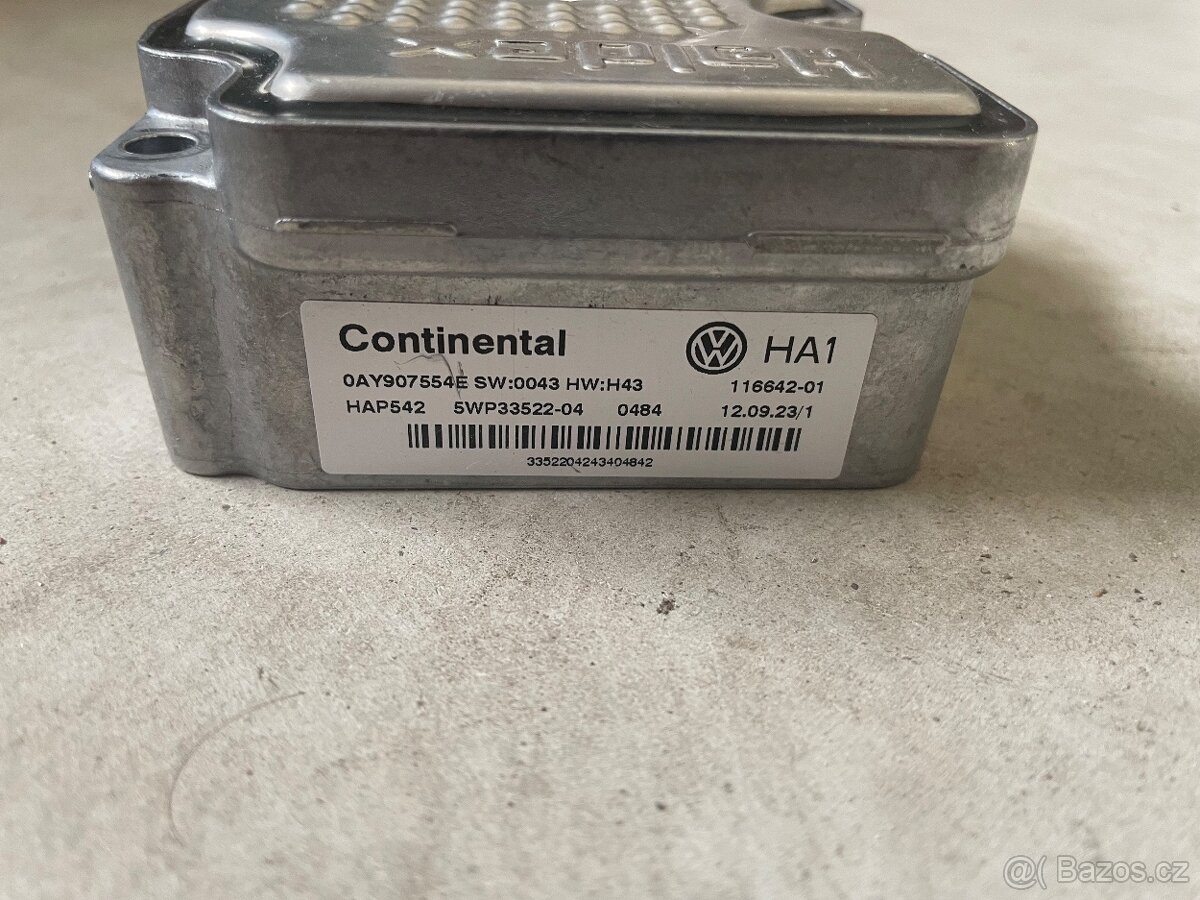 Haldex
Continental
HA1
0AY907554E SW:0043 HW:H43
116642-01
HAP542 5WP33522-04 0484 12.09.23/1
3352204243404842
@( Bazos.cz